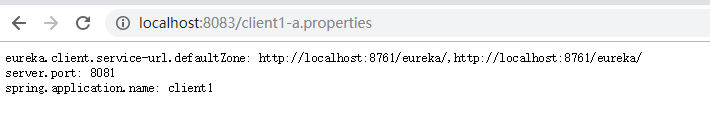 localhost:8083/client1-a.properties
eureka.client.service-url.defaultZone: http://localhost:8761/eureka/,http://localhost:8761/eureka/
server.port: 8081
spring.application.name: client1